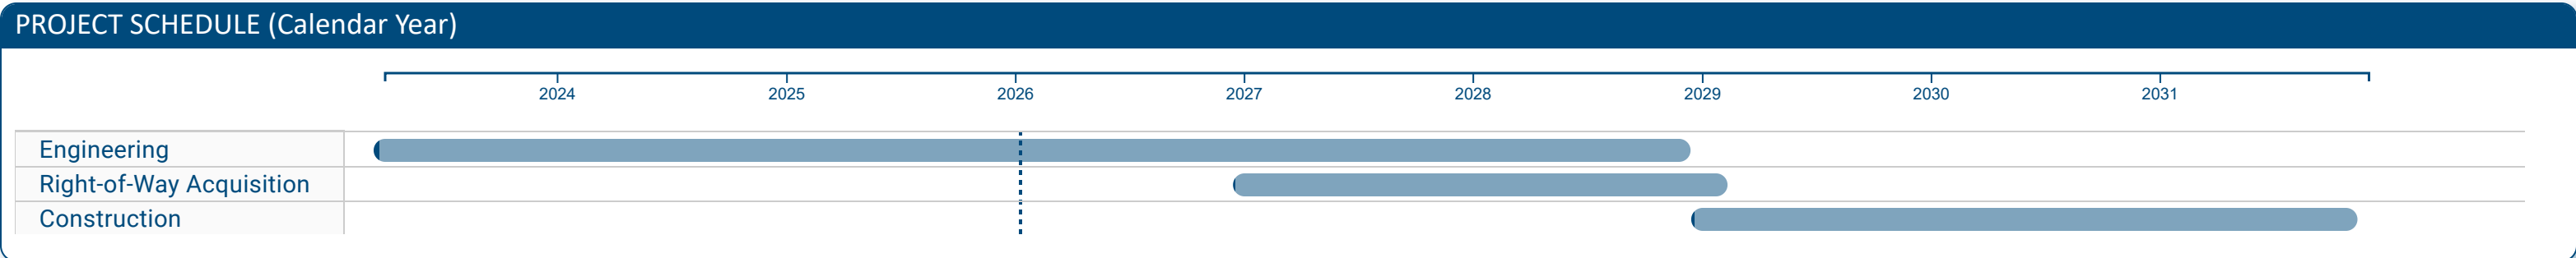 PROJECT SCHEDULE (Calendar Year)
2024 2025 2026 2027 2028 2029 2030 2031
Engineering
Right-of-Way Acquisition
Construction